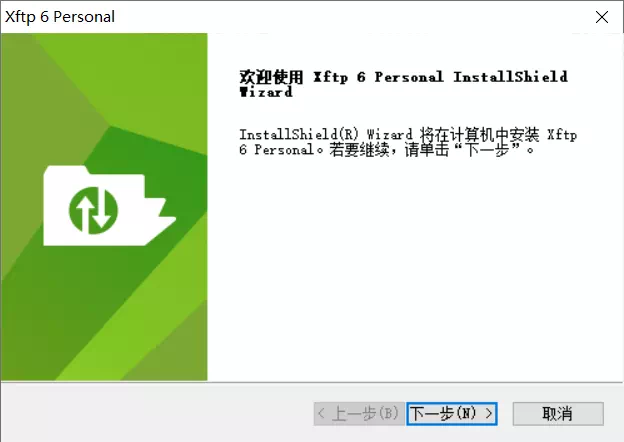 Xftp 6 Personal
欢迎使用 Xftp 6 Personal InstallShield
Wizard
InstallShield(R) Wizard 将在计算机中安装 Xftp
6 Personal。若要继续，请单击“下一步”。
< 上一步(B) 下一步(N) > 取消